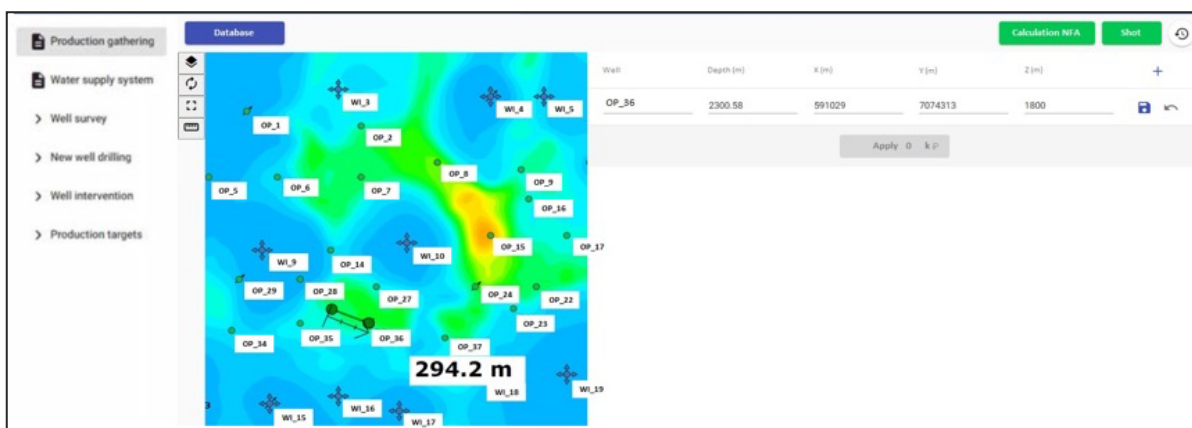 Production gathering
Water supply system
Well survey
New well drilling
Well intervention
Production targets
Database
Calculation NFA
Shot
WI_3
WI_4
WI_5
OP_1
OP_2
OP_8
OP_9
OP_5
OP_6
OP_7
OP_16
OP_15
OP_17
WI_9
OP_14
WI_10
OP_29
OP_28
OP_27
OP_24
OP_22
OP_23
OP_34
OP_35
OP_36
OP_37
294.2 m
WI_18
WI_19
3
WI_15
WI_16
WI_17
Well Depth (m) X (m) Y (m) Z (m) +
OP_36 2300.58 591029 7074313 1800
Apply 0 k ₽